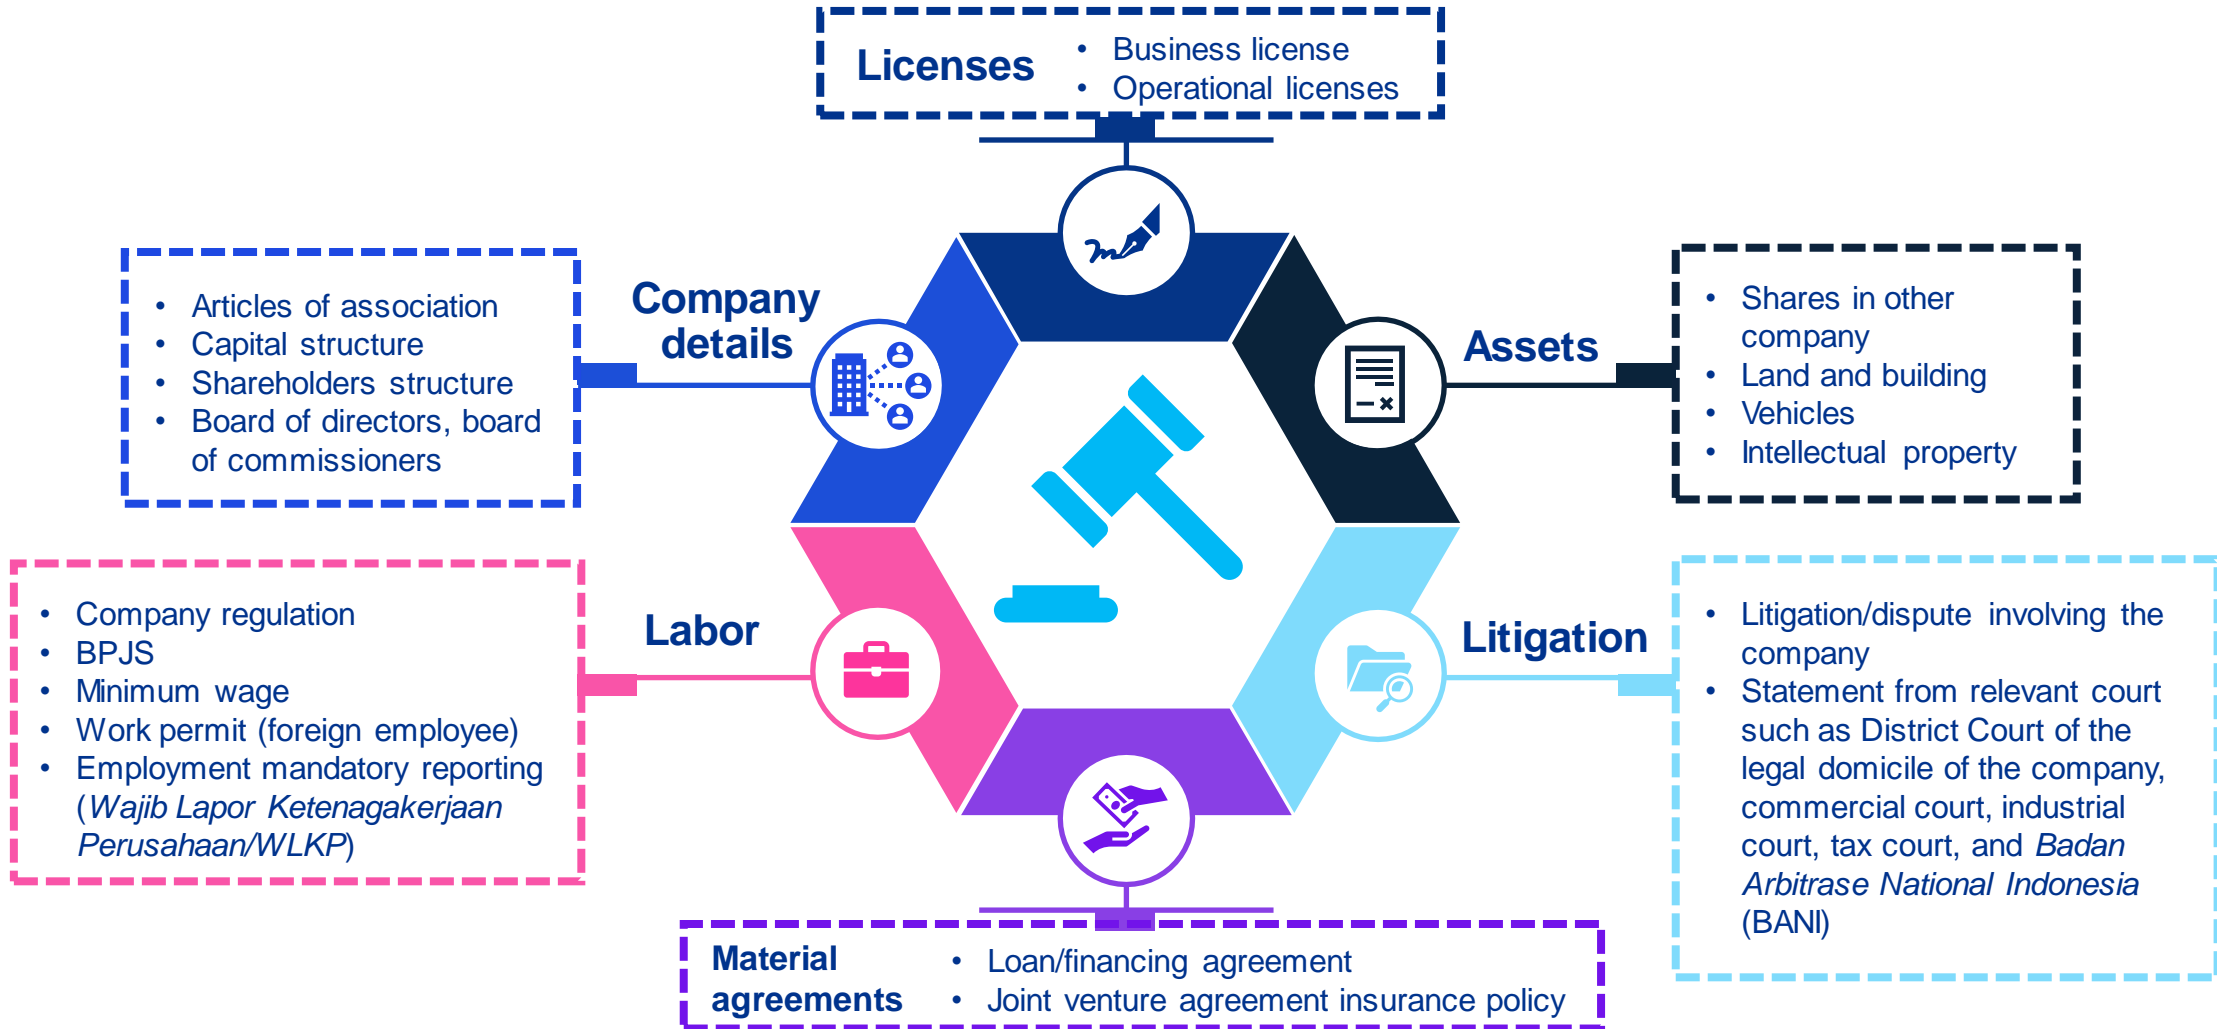 Licenses
• Business license
• Operational licenses
Company
details
• Articles of association
• Capital structure
• Shareholders structure
• Board of directors, board
of commissioners
Assets
• Shares in other
company
• Land and building
• Vehicles
• Intellectual property
Labor
• Company regulation
• BPJS
• Minimum wage
• Work permit (foreign employee)
• Employment mandatory reporting
(Wajib Lapor Ketenagakerjaan
Perusahaan/WLKP)
Litigation
• Litigation/dispute involving the
company
• Statement from relevant court
such as District Court of the
legal domicile of the company,
commercial court, industrial
court, tax court, and Badan
Arbitrase National Indonesia
(BANI)
Material
agreements
• Loan/financing agreement
• Joint venture agreement insurance policy